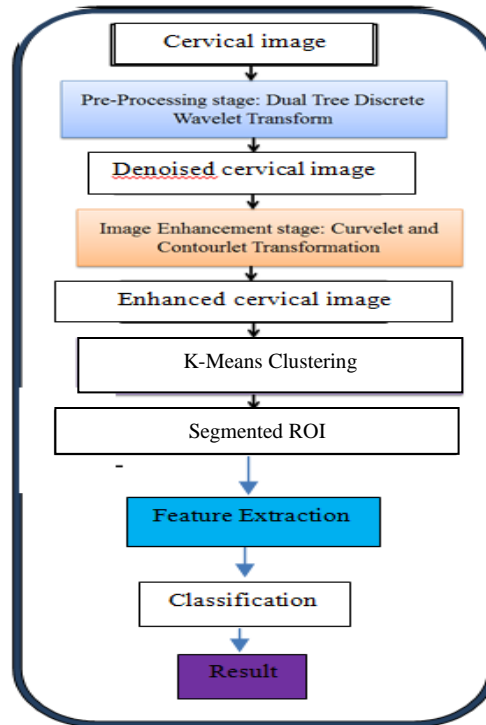 Cervical image
Pre-Processing stage: Dual Tree Discrete
Wavelet Transform
Denoised cervical image
Image Enhancement stage: Curvelet and
Contourlet Transformation
Enhanced cervical image
K-Means Clustering
Segmented ROI
-
Feature Extraction
Classification
Result